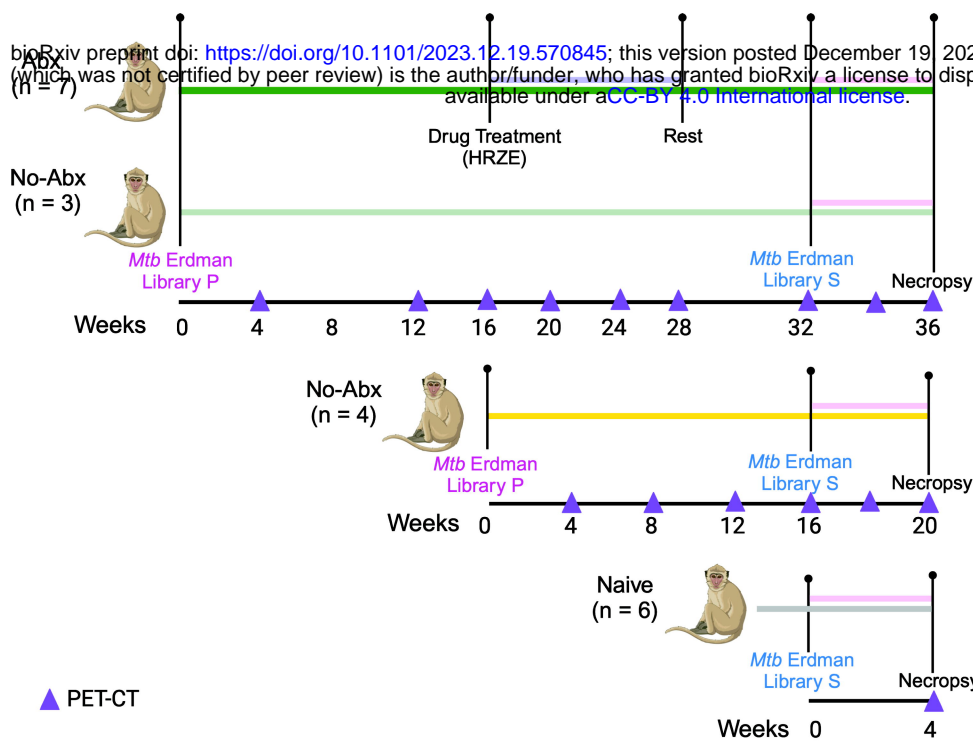 bioRxiv preprint doi: https://doi.org/10.1101/2023.12.19.570845; this version posted December 19, 202
(which was not certified by peer review) is the author/funder, who has granted bioRxiv a license to disp
available under aCC-BY 4.0 International license.
Abx
(n = 7)
Drug Treatment
(HRZE)
Rest
No-Abx
(n = 3)
Mtb Erdman
Library P
Mtb Erdman
Library S
Necropsy
Weeks 0 4 8 12 16 20 24 28 32 36
No-Abx
(n = 4)
Mtb Erdman
Library P
Mtb Erdman
Library S
Necropsy
Weeks 0 4 8 12 16 20
Naive
(n = 6)
Mtb Erdman
Library S
Necropsy
PET-CT
Weeks 0 4